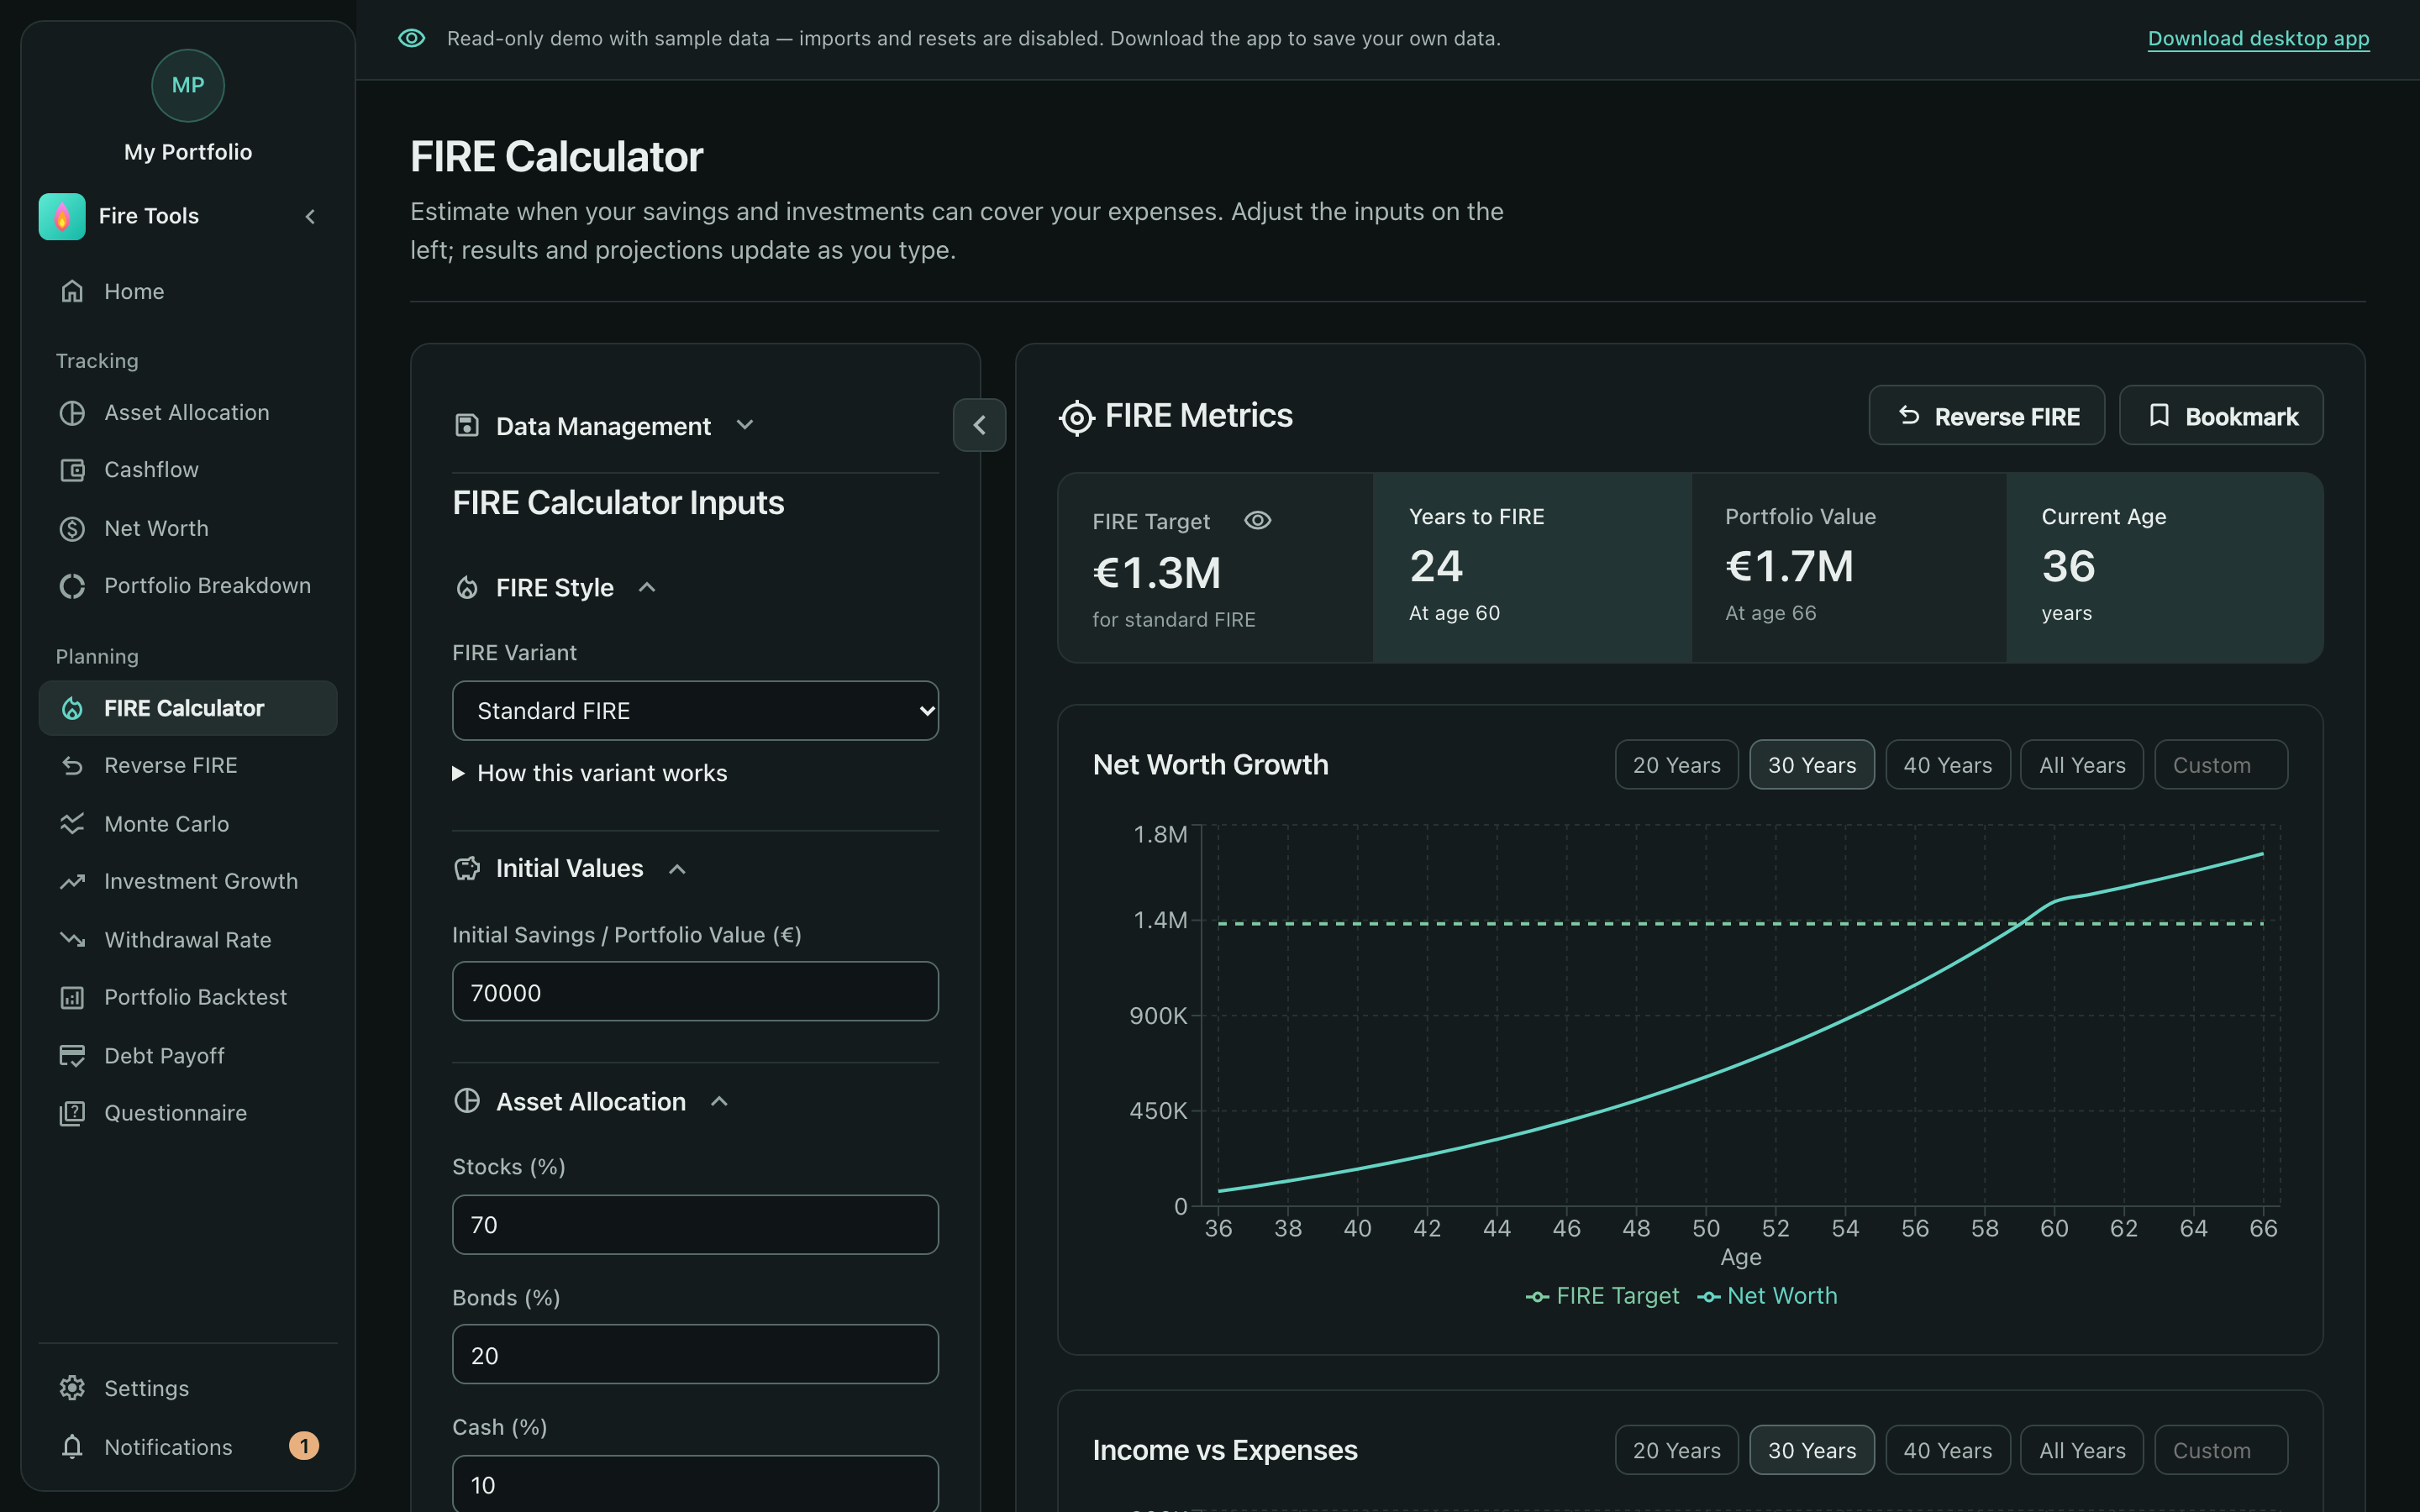 MP
My Portfolio
Fire Tools
Home
Tracking
Asset Allocation
Cashflow
Net Worth
Portfolio Breakdown
Planning
FIRE Calculator
Reverse FIRE
Monte Carlo
Investment Growth
Withdrawal Rate
Portfolio Backtest
Debt Payoff
Questionnaire
Settings
Notifications 1
Read-only demo with sample data — imports and resets are disabled. Download the app to save your own data.
Download desktop app
FIRE Calculator
Estimate when your savings and investments can cover your expenses. Adjust the inputs on the
left; results and projections update as you type.
Data Management
FIRE Calculator Inputs
FIRE Style
FIRE Variant
Standard FIRE
How this variant works
Initial Values
Initial Savings / Portfolio Value (€)
70000
Asset Allocation
Stocks (%)
70
Bonds (%)
20
Cash (%)
10
FIRE Metrics
Reverse FIRE
Bookmark
FIRE Target
€1.3M
for standard FIRE
Years to FIRE
24
At age 60
Portfolio Value
€1.7M
At age 66
Current Age
36
years
Net Worth Growth
20 Years 30 Years 40 Years All Years Custom
1.8M
1.4M
900K
450K
0
36 38 40 42 44 46 48 50 52 54 56 58 60 62 64 66
Age
FIRE Target Net Worth
Income vs Expenses
20 Years 30 Years 40 Years All Years Custom